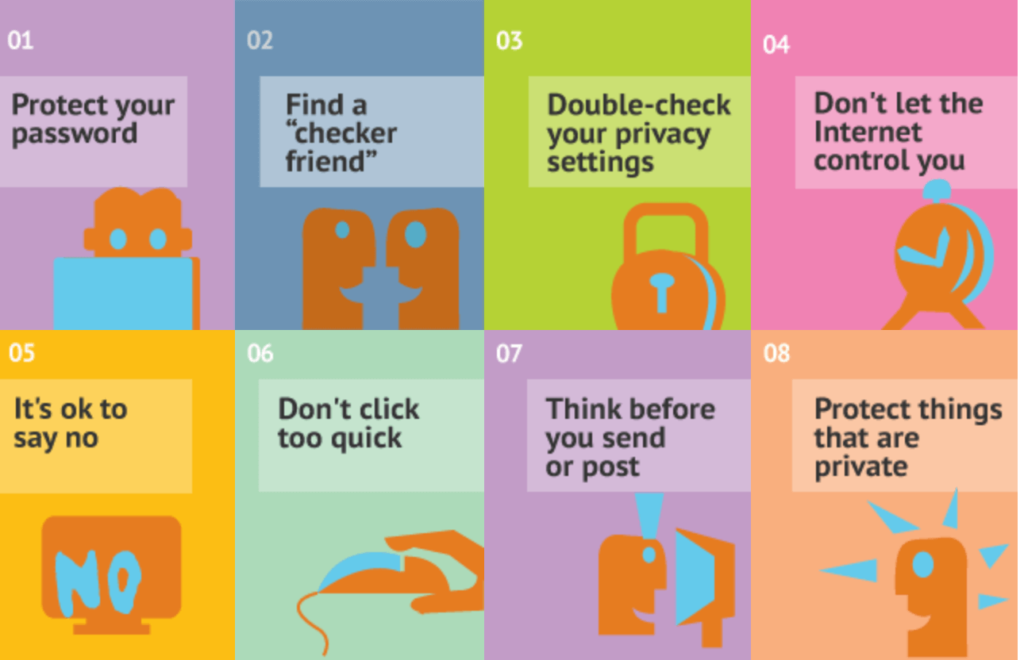 01
Protect your
password
02
Find a
“checker
friend”
03
Double-check
your privacy
settings
04
Don't let the
Internet
control you
05
It's ok to
say no
NO
06
Don't click
too quick
07
Think before
you send
or post
08
Protect things
that are
private